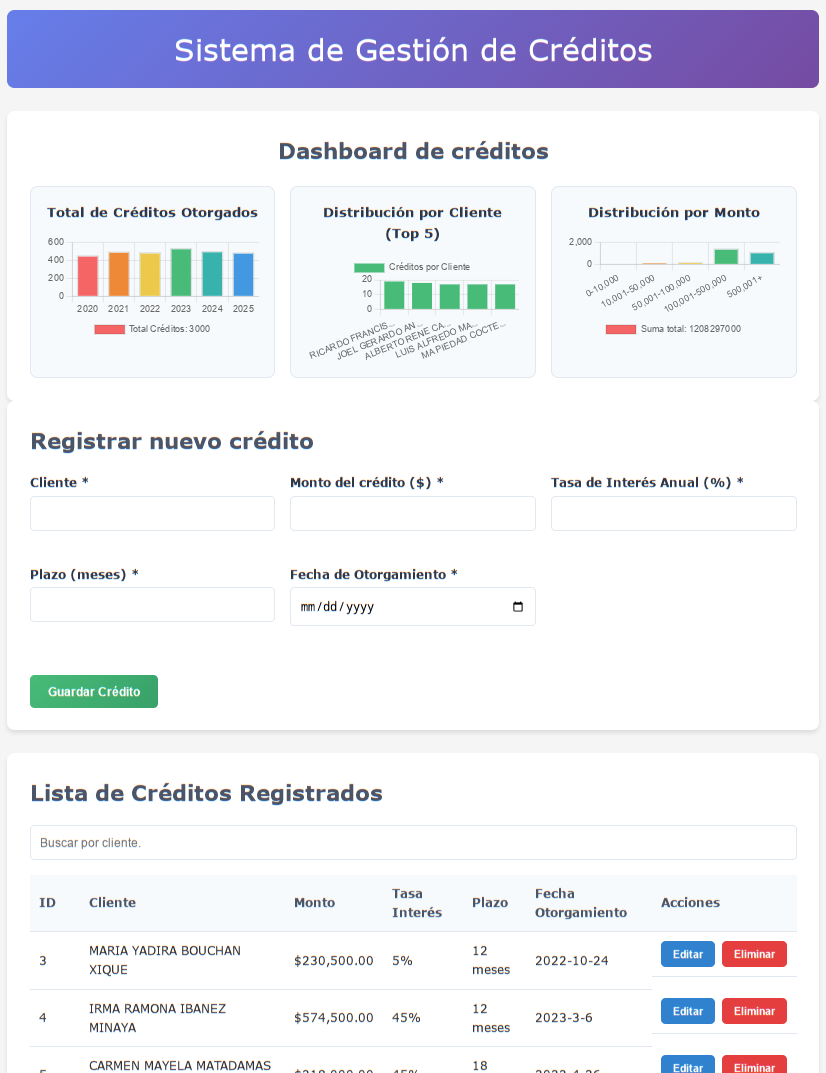 Sistema de Gestión de Créditos
Dashboard de créditos
Total de Créditos Otorgados
600
400
200
0
2020 2021 2022 2023 2024 2025
Total Créditos: 3000
Distribución por Cliente
(Top 5)
Créditos por Cliente
20
10
0
RICARDO FRANCIS...
JOEL GERARDO AN...
ALBERTO RENE CA...
LUIS ALFREDO MA...
MA PIEDAD COCTE...
Distribución por Monto
2,000
0
0-10,000
10,001-50,000
50,001-100,000
100,001-500,000
500,001+
Suma total: 1208297000
Registrar nuevo crédito
Cliente *
Monto del crédito ($) *
Tasa de Interés Anual (%) *
Plazo (meses) *
Fecha de Otorgamiento *
mm/dd/yyyy
Guardar Crédito
Lista de Créditos Registrados
Buscar por cliente.
ID Cliente Monto Tasa Interés Plazo Fecha Otorgamiento Acciones
3 MARIA YADIRA BOUCHAN XIQUE $230,500.00 5% 12 meses 2022-10-24 Editar Eliminar
4 IRMA RAMONA IBANEZ MINAYA $574,500.00 45% 12 meses 2023-3-6 Editar Eliminar
CARMEN MAYELA MATADAMAS 18 Editar Eliminar